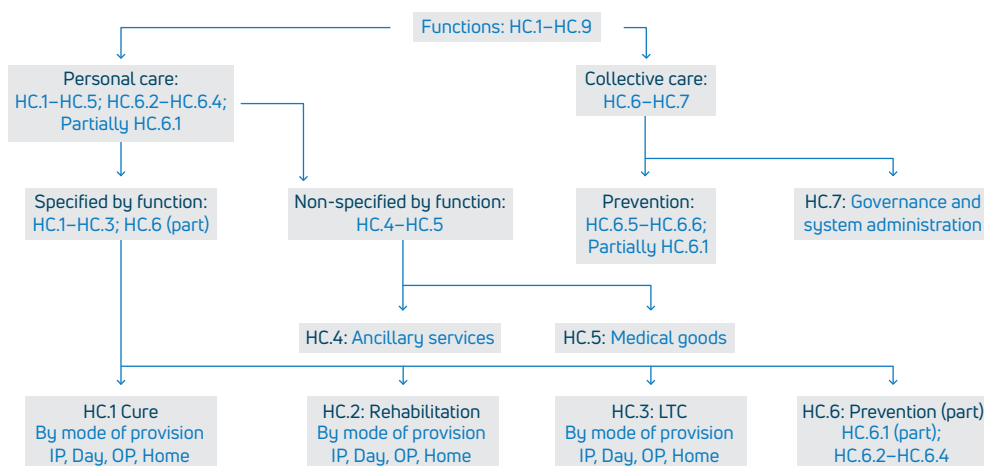 Functions: HC.1–HC.9
Personal care:
HC.1–HC.5; HC.6.2–HC.6.4;
Partially HC.6.1
Collective care:
HC.6–HC.7
Specified by function:
HC.1–HC.3; HC.6 (part)
Non-specified by function:
HC.4–HC.5
Prevention:
HC.6.5–HC.6.6;
Partially HC.6.1
HC.7: Governance and
system administration
HC.4: Ancillary services
HC.5: Medical goods
HC.1 Cure
By mode of provision
IP, Day, OP, Home
HC.2: Rehabilitation
By mode of provision
IP, Day, OP, Home
HC.3: LTC
By mode of provision
IP, Day, OP, Home
HC.6: Prevention (part)
HC.6.1 (part);
HC.6.2–HC.6.4